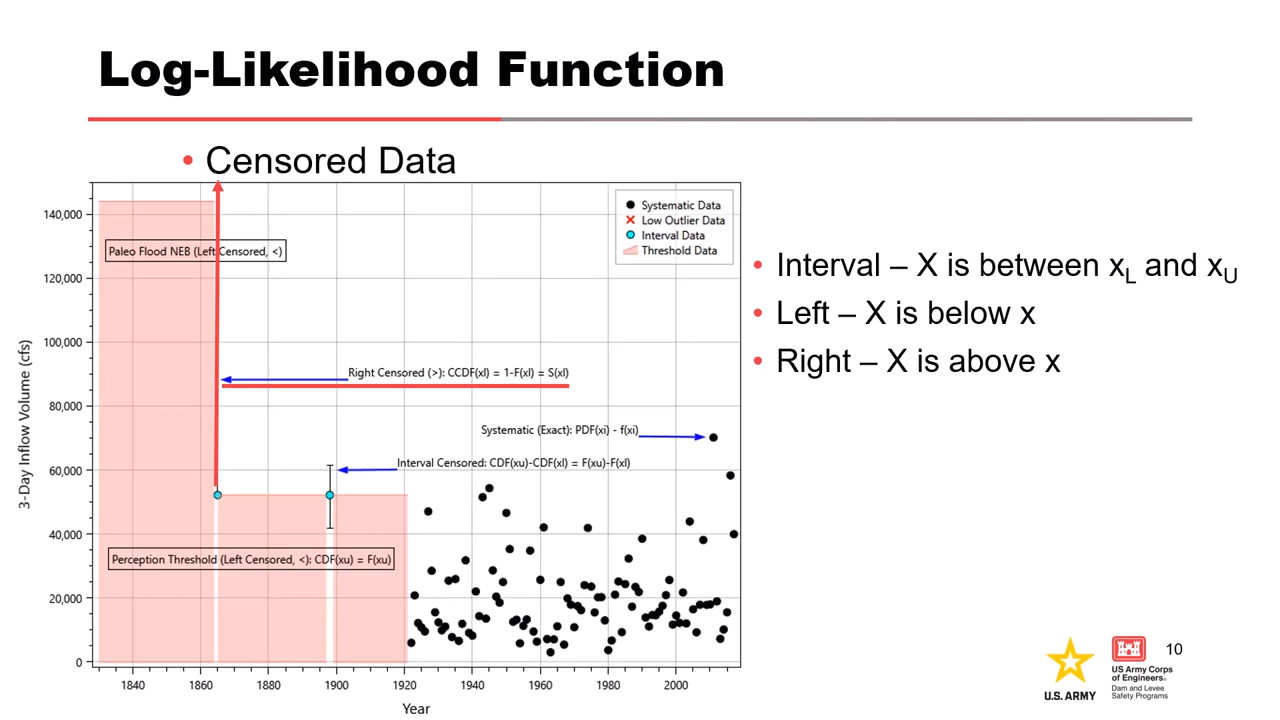 Log-Likelihood Function
• Censored Data
• Interval – X is between xL and xU
• Left – X is below x
• Right – X is above x
3-Day Inflow Volume (cfs)
140,000
120,000
100,000
80,000
60,000
40,000
20,000
0
1840 1860 1880 1900 1920 1940 1960 1980 2000
Year
Systematic Data
Low Outlier Data
Interval Data
Threshold Data
Paleo Flood NEB (Left Censored, <)
Right Censored (>): CCDF(xl) = 1-F(xl) = S(xl)
Systematic (Exact): PDF(xi) - f(xi)
Interval Censored: CDF(xu)-CDF(xl) = F(xu)-F(xl)
Perception Threshold (Left Censored, <): CDF(xu) = F(xu)
U.S. ARMY
US Army Corps
of Engineers®
Dam and Levee
Safety Programs
10